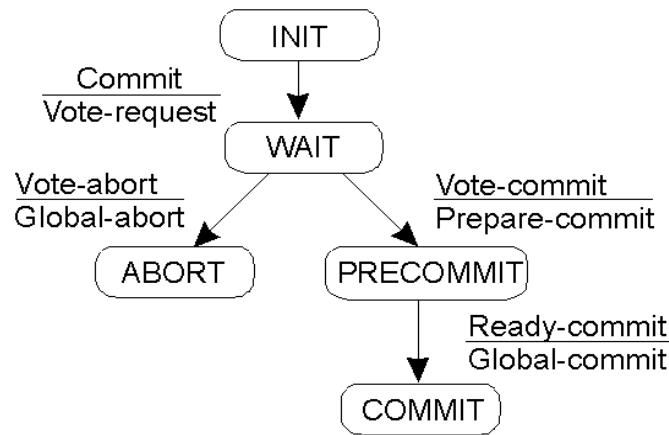 INIT
Commit
Vote-request
WAIT
Vote-abort
Global-abort
Vote-commit
Prepare-commit
ABORT
PRECOMMIT
Ready-commit
Global-commit
COMMIT